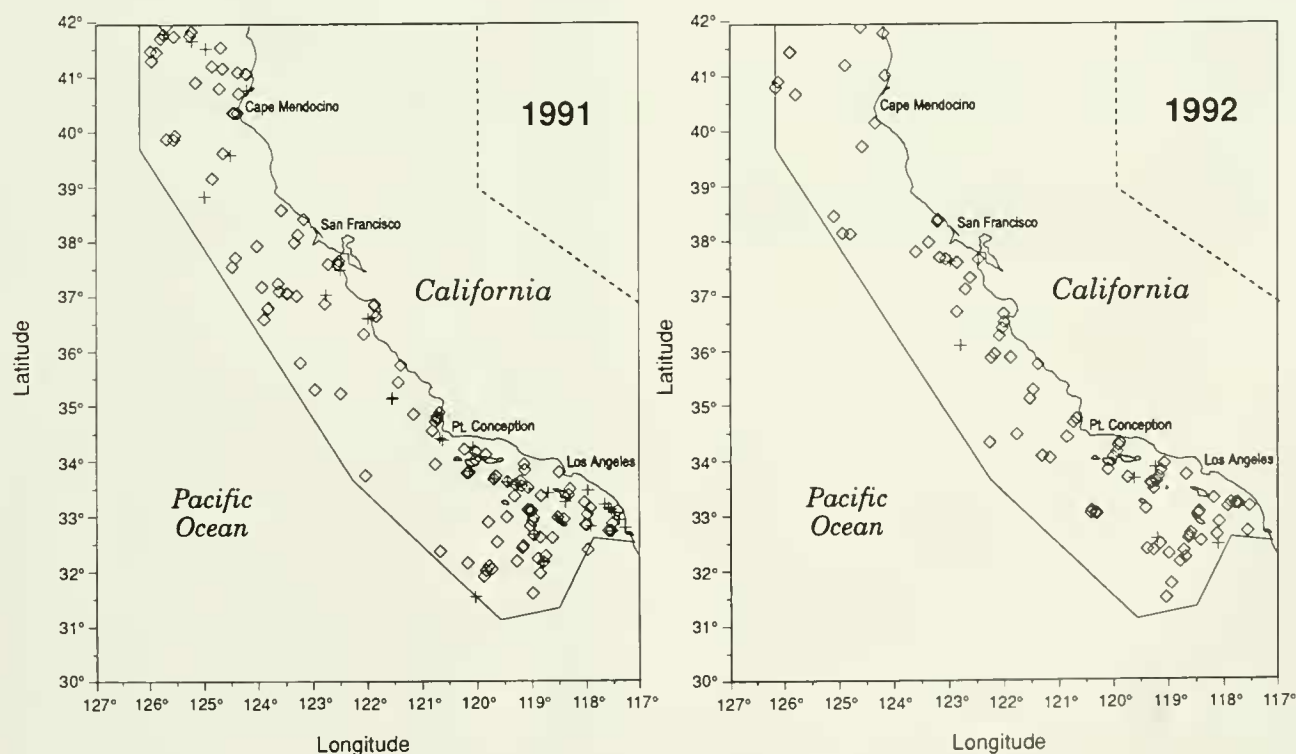 42°
41°
40°
39°
38°
37°
36°
35°
34°
33°
32°
31°
30°
Latitude
127° 126° 125° 124° 123° 122° 121° 120° 119° 118° 117°
Longitude
1991
Cape Mendocino
San Francisco
California
Pt. Conception
Los Angeles
Pacific
Ocean
42°
41°
40°
39°
38°
37°
36°
35°
34°
33°
32°
31°
30°
Latitude
127° 126° 125° 124° 123° 122° 121° 120° 119° 118° 117°
Longitude
1992
Cape Mendocino
San Francisco
California
Pt. Conception
Los Angeles
Pacific
Ocean